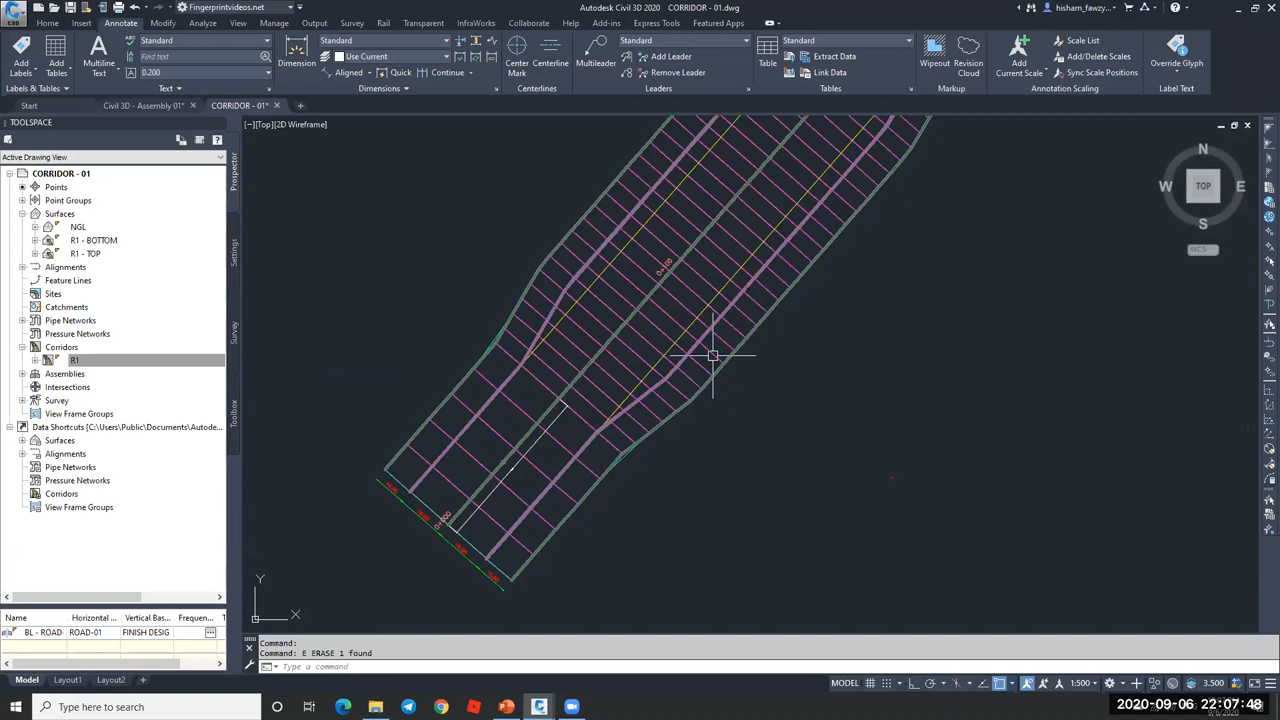 Fingerprintvideos.net
Autodesk Civil 3D 2020 CORRIDOR - 01.dwg
hisham_fawzy...
Home Insert Annotate Modify Analyze View Manage Output Survey Rail Transparent InfraWorks Collaborate Help Add-ins Express Tools Featured Apps
Add Labels
Add Tables
Labels & Tables
Multiline Text
Standard
Find text
0.200
Text
Dimension
Standard
Use Current
Aligned
Quick
Continue
Dimensions
Center Mark
Centerline
Centerlines
Multileader
Standard
Add Leader
Remove Leader
Leaders
Table
Standard
Extract Data
Link Data
Tables
Wipeout
Revision Cloud
Markup
Add Current Scale
Scale List
Add/Delete Scales
Sync Scale Positions
Annotation Scaling
Override Glyph
Label Text
Start
Civil 3D - Assembly 01*
CORRIDOR - 01*
TOOLSPACE
Active Drawing View
CORRIDOR - 01
Points
Point Groups
Surfaces
NGL
R1 - BOTTOM
R1 - TOP
Alignments
Feature Lines
Sites
Catchments
Pipe Networks
Pressure Networks
Corridors
R1
Assemblies
Intersections
Survey
View Frame Groups
Data Shortcuts [C:\Users\Public\Documents\Autode...
Surfaces
Alignments
Pipe Networks
Pressure Networks
Corridors
View Frame Groups
Prospector
Settings
Survey
Toolbox
Name Horizontal Vertical Bas: Frequen.. T
BL - ROAD ROAD-01 FINISH DESIG
[−][Top][2D Wireframe]
N
W
TOP
E
S
WCS
0+100
0+000
Y
X
Command:
Command: E ERASE 1 found
Type a command
Model Layout1 Layout2
MODEL
1:500
3.500
Type here to search
2020-09-06 22:07:48